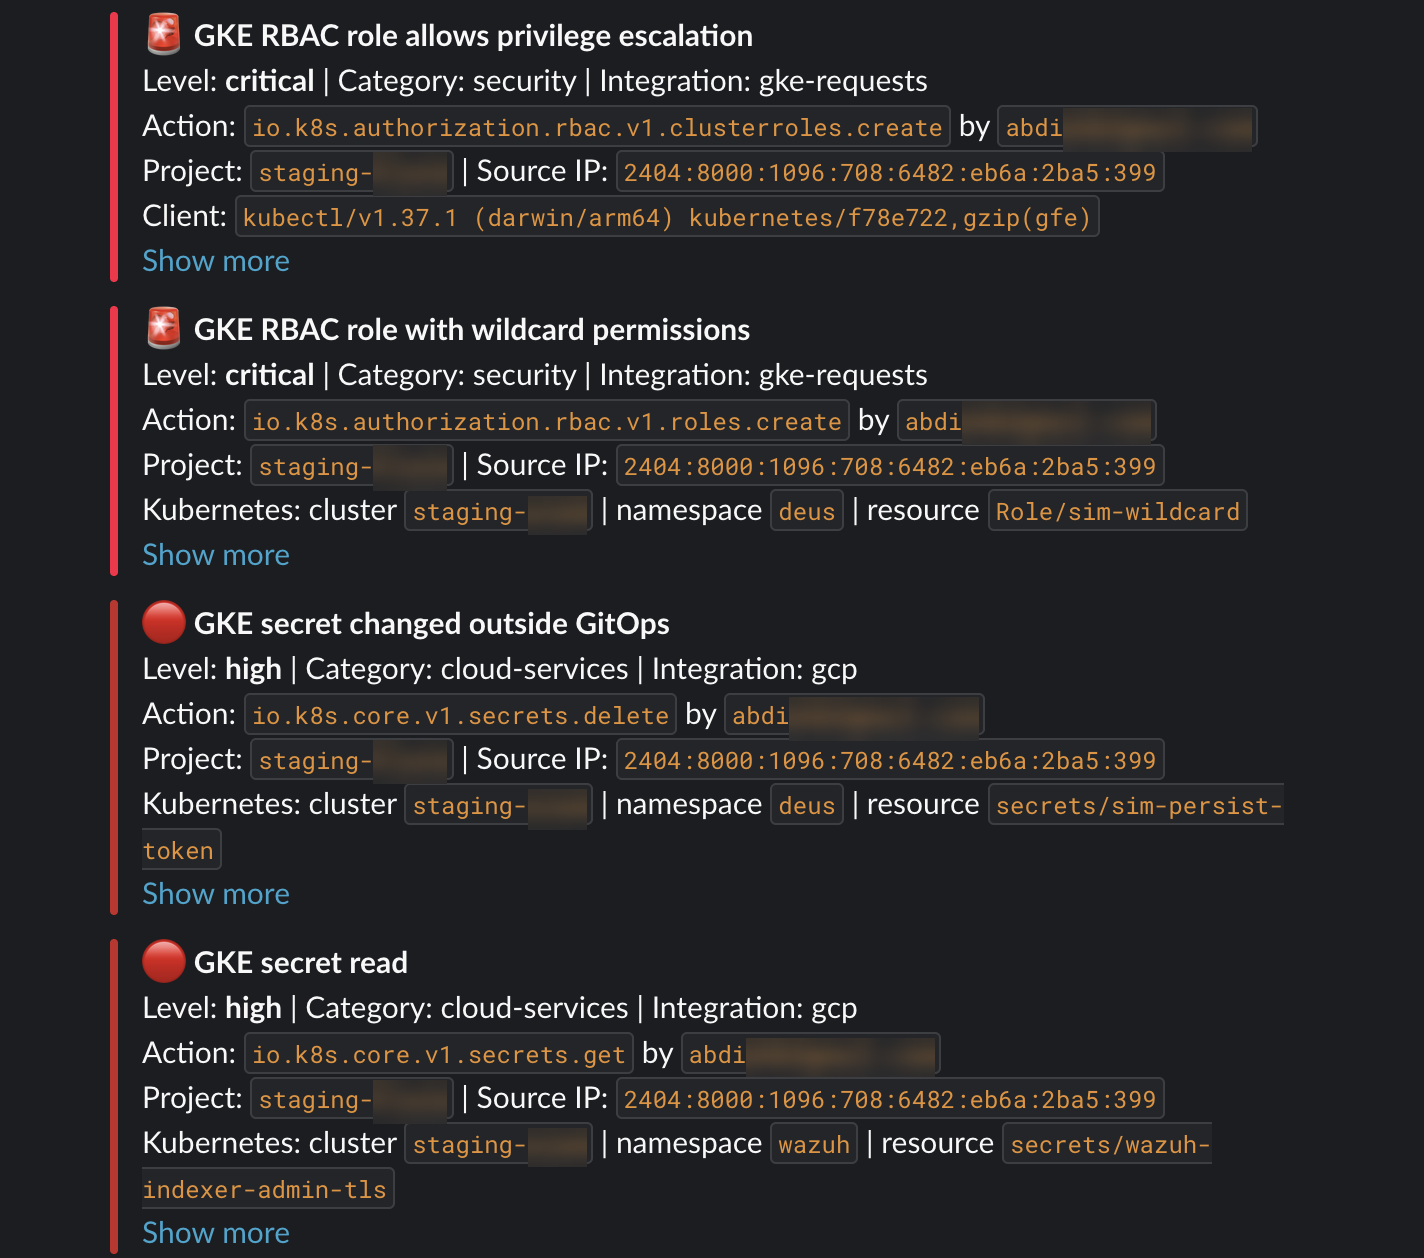 GKE RBAC role allows privilege escalation
Level: critical | Category: security | Integration: gke-requests
Action: io.k8s.authorization.rbac.v1.clusterroles.create by abdi
Project: staging- | Source IP: 2404:8000:1096:708:6482:eb6a:2ba5:399
Client: kubectl/v1.37.1 (darwin/arm64) kubernetes/f78e722,gzip(gfe)
Show more
GKE RBAC role with wildcard permissions
Level: critical | Category: security | Integration: gke-requests
Action: io.k8s.authorization.rbac.v1.roles.create by abdi
Project: staging- | Source IP: 2404:8000:1096:708:6482:eb6a:2ba5:399
Kubernetes: cluster staging- | namespace deus | resource Role/sim-wildcard
Show more
GKE secret changed outside GitOps
Level: high | Category: cloud-services | Integration: gcp
Action: io.k8s.core.v1.secrets.delete by abdi
Project: staging- | Source IP: 2404:8000:1096:708:6482:eb6a:2ba5:399
Kubernetes: cluster staging- | namespace deus | resource secrets/sim-persist-
token
Show more
GKE secret read
Level: high | Category: cloud-services | Integration: gcp
Action: io.k8s.core.v1.secrets.get by abdi
Project: staging- | Source IP: 2404:8000:1096:708:6482:eb6a:2ba5:399
Kubernetes: cluster staging- | namespace wazuh | resource secrets/wazuh-
indexer-admin-tls
Show more